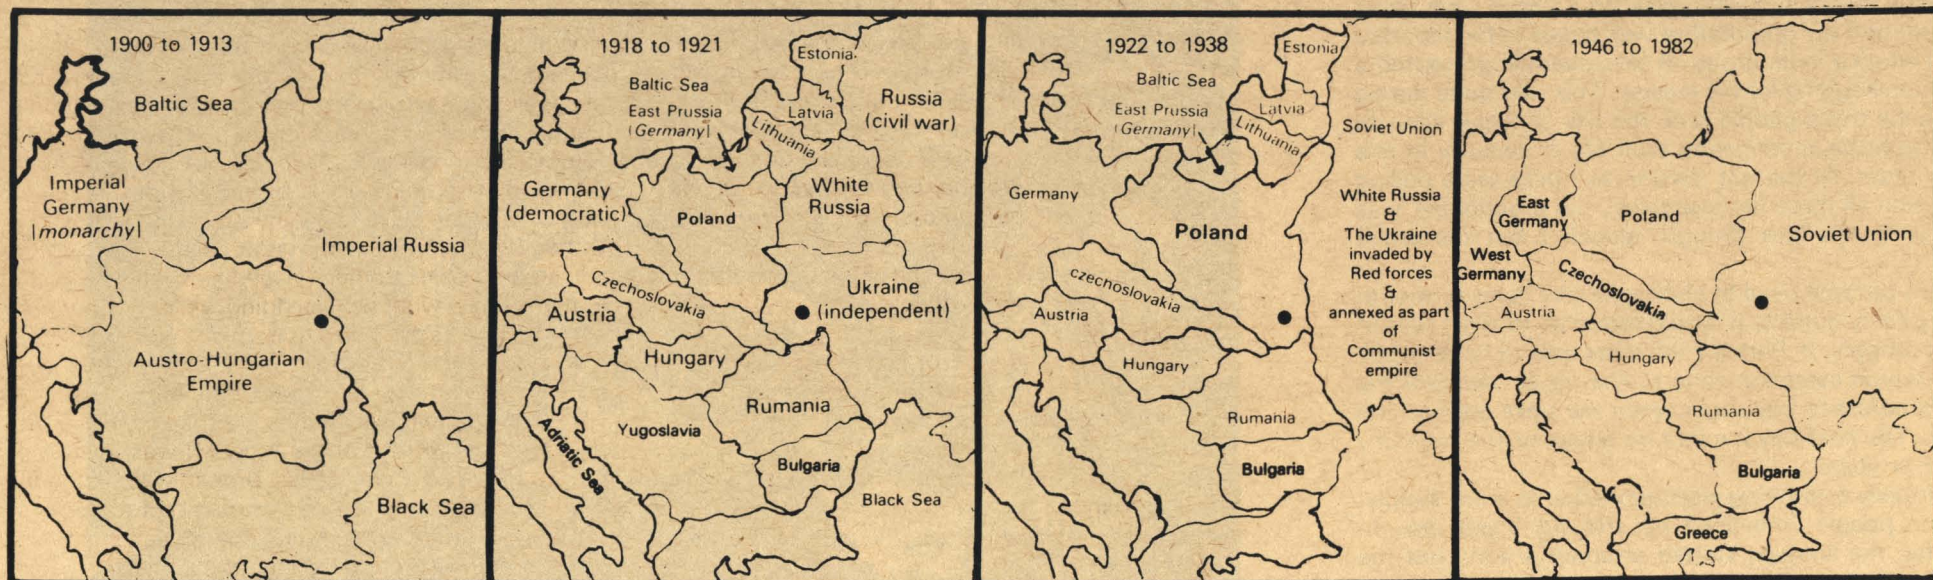 1900 to 1913
Baltic Sea
Imperial
Germany
|monarchy|
Imperial Russia
Austro-Hungarian
Empire
Black Sea
1918 to 1921
Estonia
Baltic Sea
East Prussia
|Germany|
Latvia
Lithuania
Russia
(civil war)
Germany
(democratic)
Poland
White
Russia
Czechoslovakia
Ukraine
(independent)
Austria
Hungary
Rumania
Yugoslavia
Adriatic Sea
Bulgaria
Black Sea
1922 to 1938
Estonia
Baltic Sea
East Prussia
|Germany|
Latvia
Lithuania
Soviet Union
Germany
Poland
White Russia
&
The Ukraine
invaded by
Red forces
&
annexed as part
of
Communist
empire
czechoslovakia
Austria
Hungary
Rumania
Bulgaria
1946 to 1982
East
Germany
Poland
Soviet Union
West
Germany
Czechoslovakia
Austria
Hungary
Rumania
Bulgaria
Greece